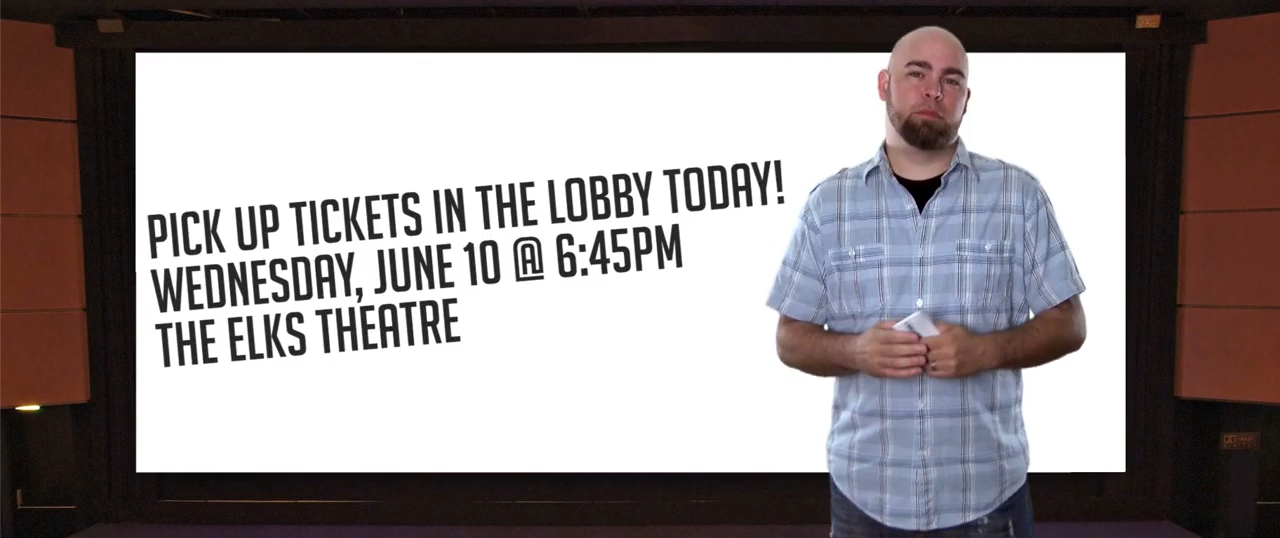 PICK UP TICKETS IN THE LOBBY TODAY!
WEDNESDAY, JUNE 10 @ 6:45PM
THE ELKS THEATRE